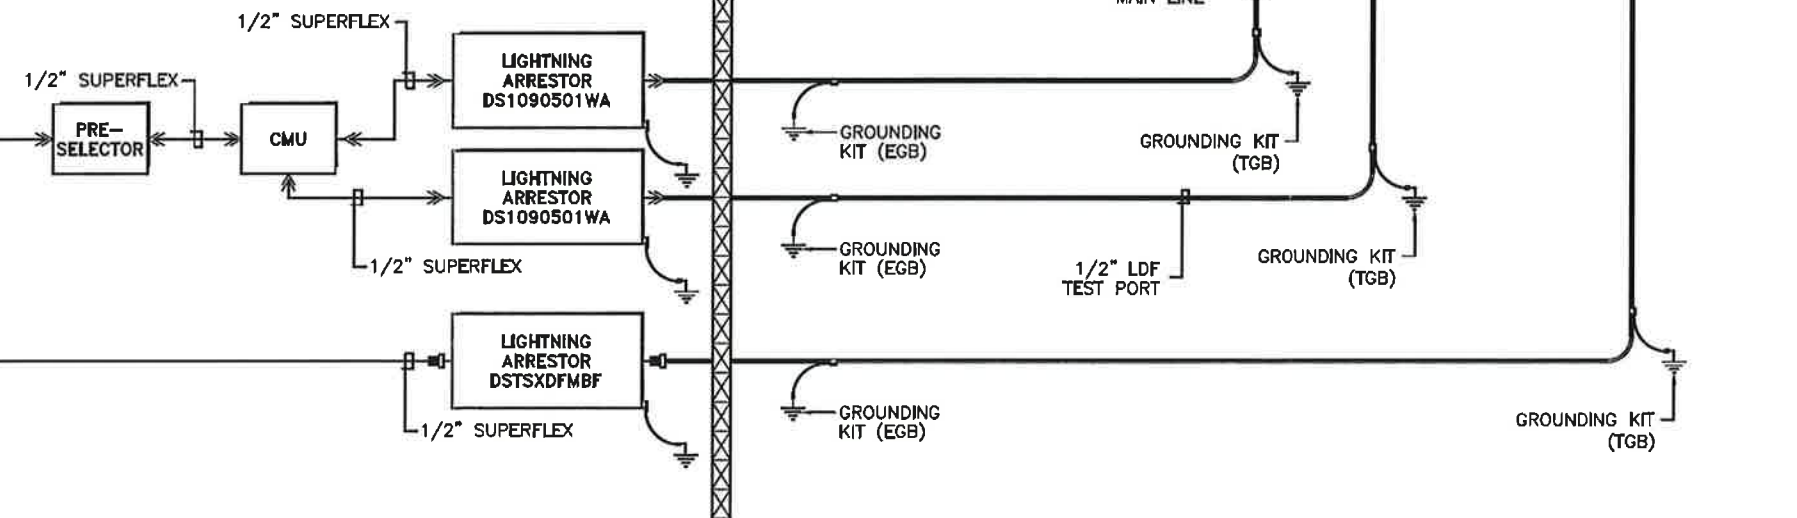 MAIN LINE
1/2" SUPERFLEX
1/2" SUPERFLEX
LIGHTNING
ARRESTOR
DS1090501WA
PRE-
SELECTOR
CMU
GROUNDING
KIT (EGB)
GROUNDING KIT
(TGB)
LIGHTNING
ARRESTOR
DS1090501WA
1/2" SUPERFLEX
GROUNDING
KIT (EGB)
1/2" LDF
TEST PORT
GROUNDING KIT
(TGB)
LIGHTNING
ARRESTOR
DSTSXDFMBF
1/2" SUPERFLEX
GROUNDING
KIT (EGB)
GROUNDING KIT
(TGB)